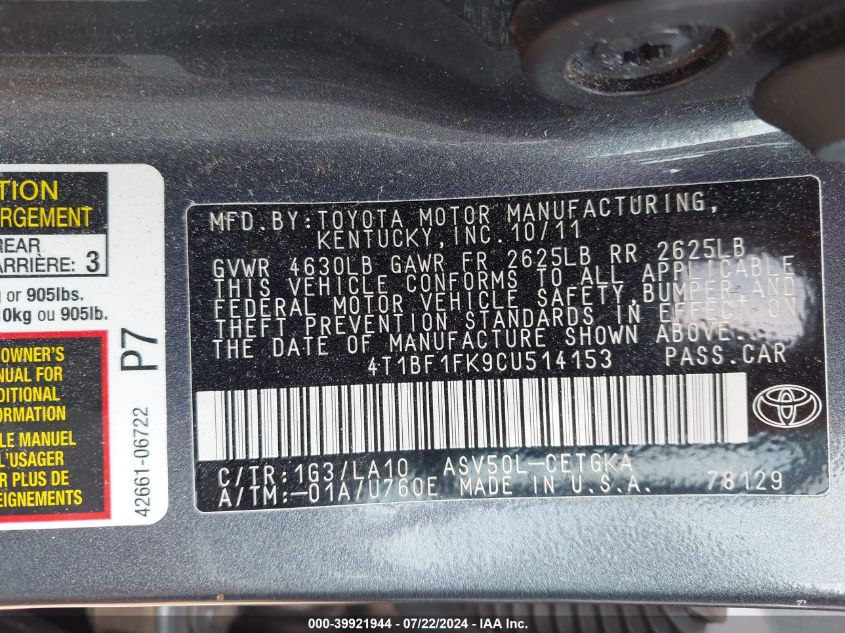 TION
RGEMENT
REAR
ARRIÈRE: 3
g or 905lbs.
0kg ou 905lb.
OWNER'S
NUAL FOR
DITIONAL
ORMATION
LE MANUEL
L'USAGER
R PLUS DE
EIGNEMENTS
42661-06722 P7
MFD.BY:TOYOTA MOTOR MANUFACTURING,
KENTUCKY,INC.10/11
GVWR 4630LB GAWR FR 2625LB RR 2625LB
THIS VEHICLE CONFORMS TO ALL APPLICABLE
FEDERAL MOTOR VEHICLE SAFETY,BUMPER AND
THEFT PREVENTION STANDARDS IN EFFECT ON
THE DATE OF MANUFACTURE SHOWN ABOVE.
4T1BF1FK9CU514153 PASS.CAR
C/TR:1G3/LA10 ASV50L-CETGKA
A/TM:-01A/U760E MADE IN U.S.A. 78129
000-39921944 - 07/22/2024 - IAA Inc.